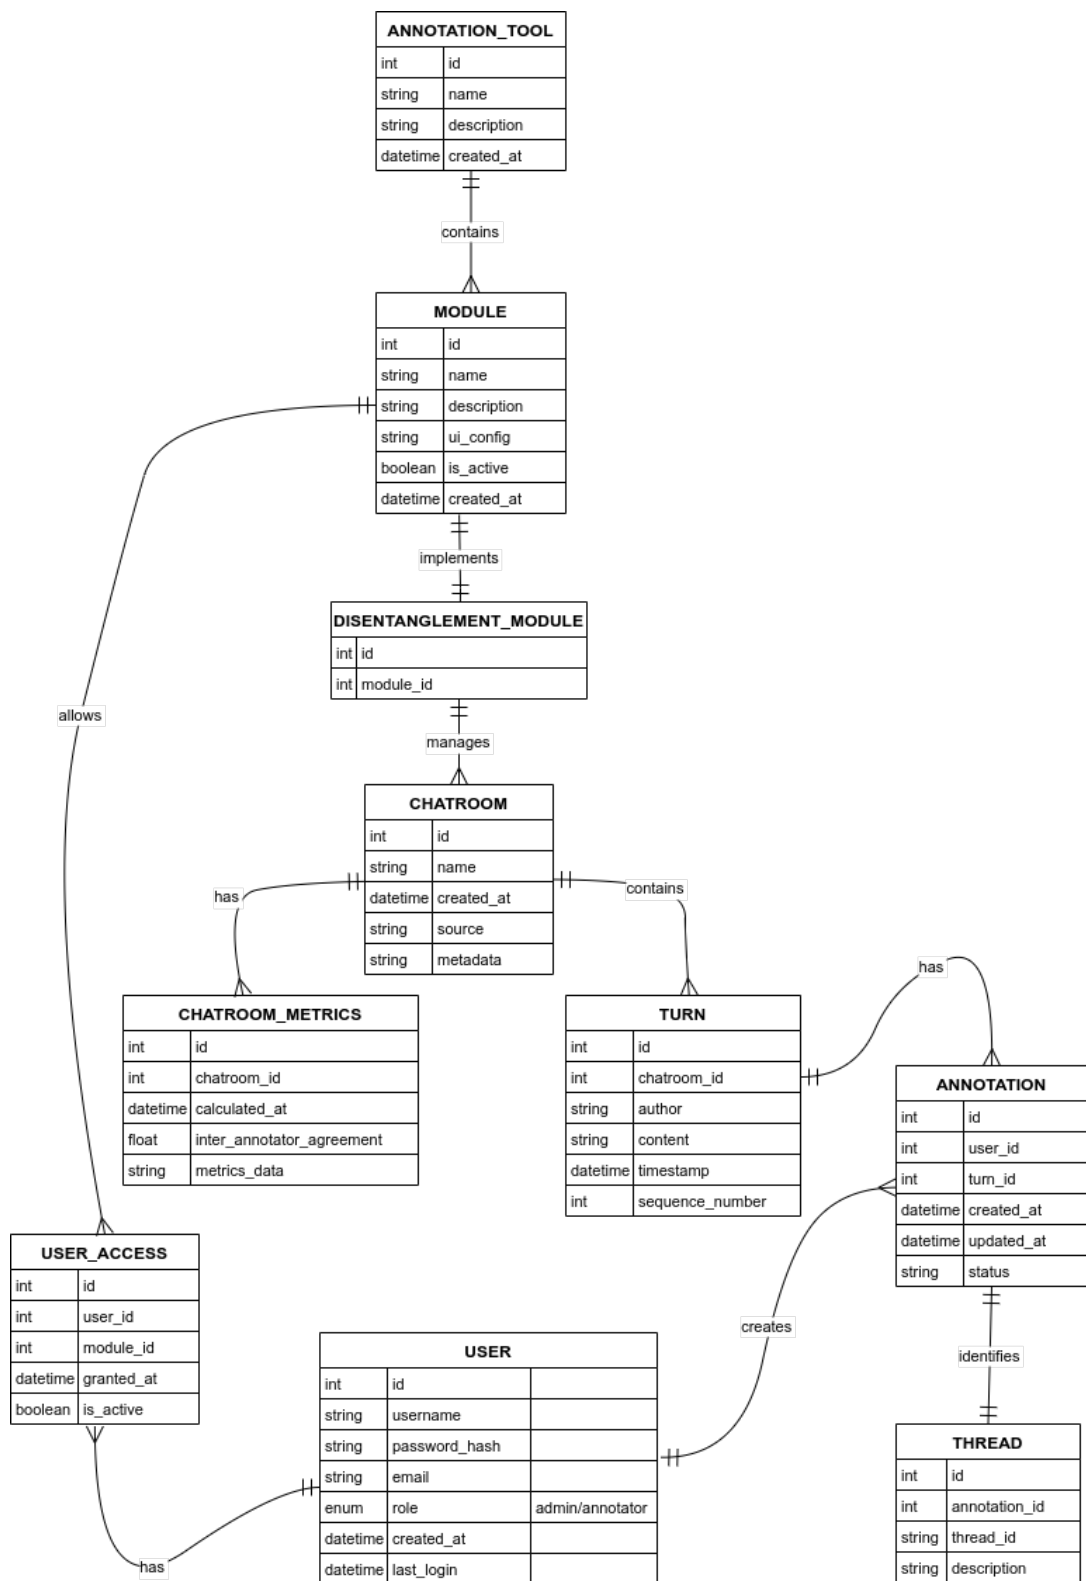 ANNOTATION_TOOL
int id
string name
string description
datetime created_at
contains
MODULE
int id
string name
string description
string ui_config
boolean is_active
datetime created_at
implements
DISENTANGLEMENT_MODULE
int id
int module_id
allows
manages
CHATROOM
int id
string name
datetime created_at
string source
string metadata
has
contains
has
CHATROOM_METRICS
int id
int chatroom_id
datetime calculated_at
float inter_annotator_agreement
string metrics_data
TURN
int id
int chatroom_id
string author
string content
datetime timestamp
int sequence_number
ANNOTATION
int id
int user_id
int turn_id
datetime created_at
datetime updated_at
string status
USER_ACCESS
int id
int user_id
int module_id
datetime granted_at
boolean is_active
creates
identifies
USER
int id
string username
string password_hash
string email
enum role admin/annotator
datetime created_at
datetime last_login
has
THREAD
int id
int annotation_id
string thread_id
string description